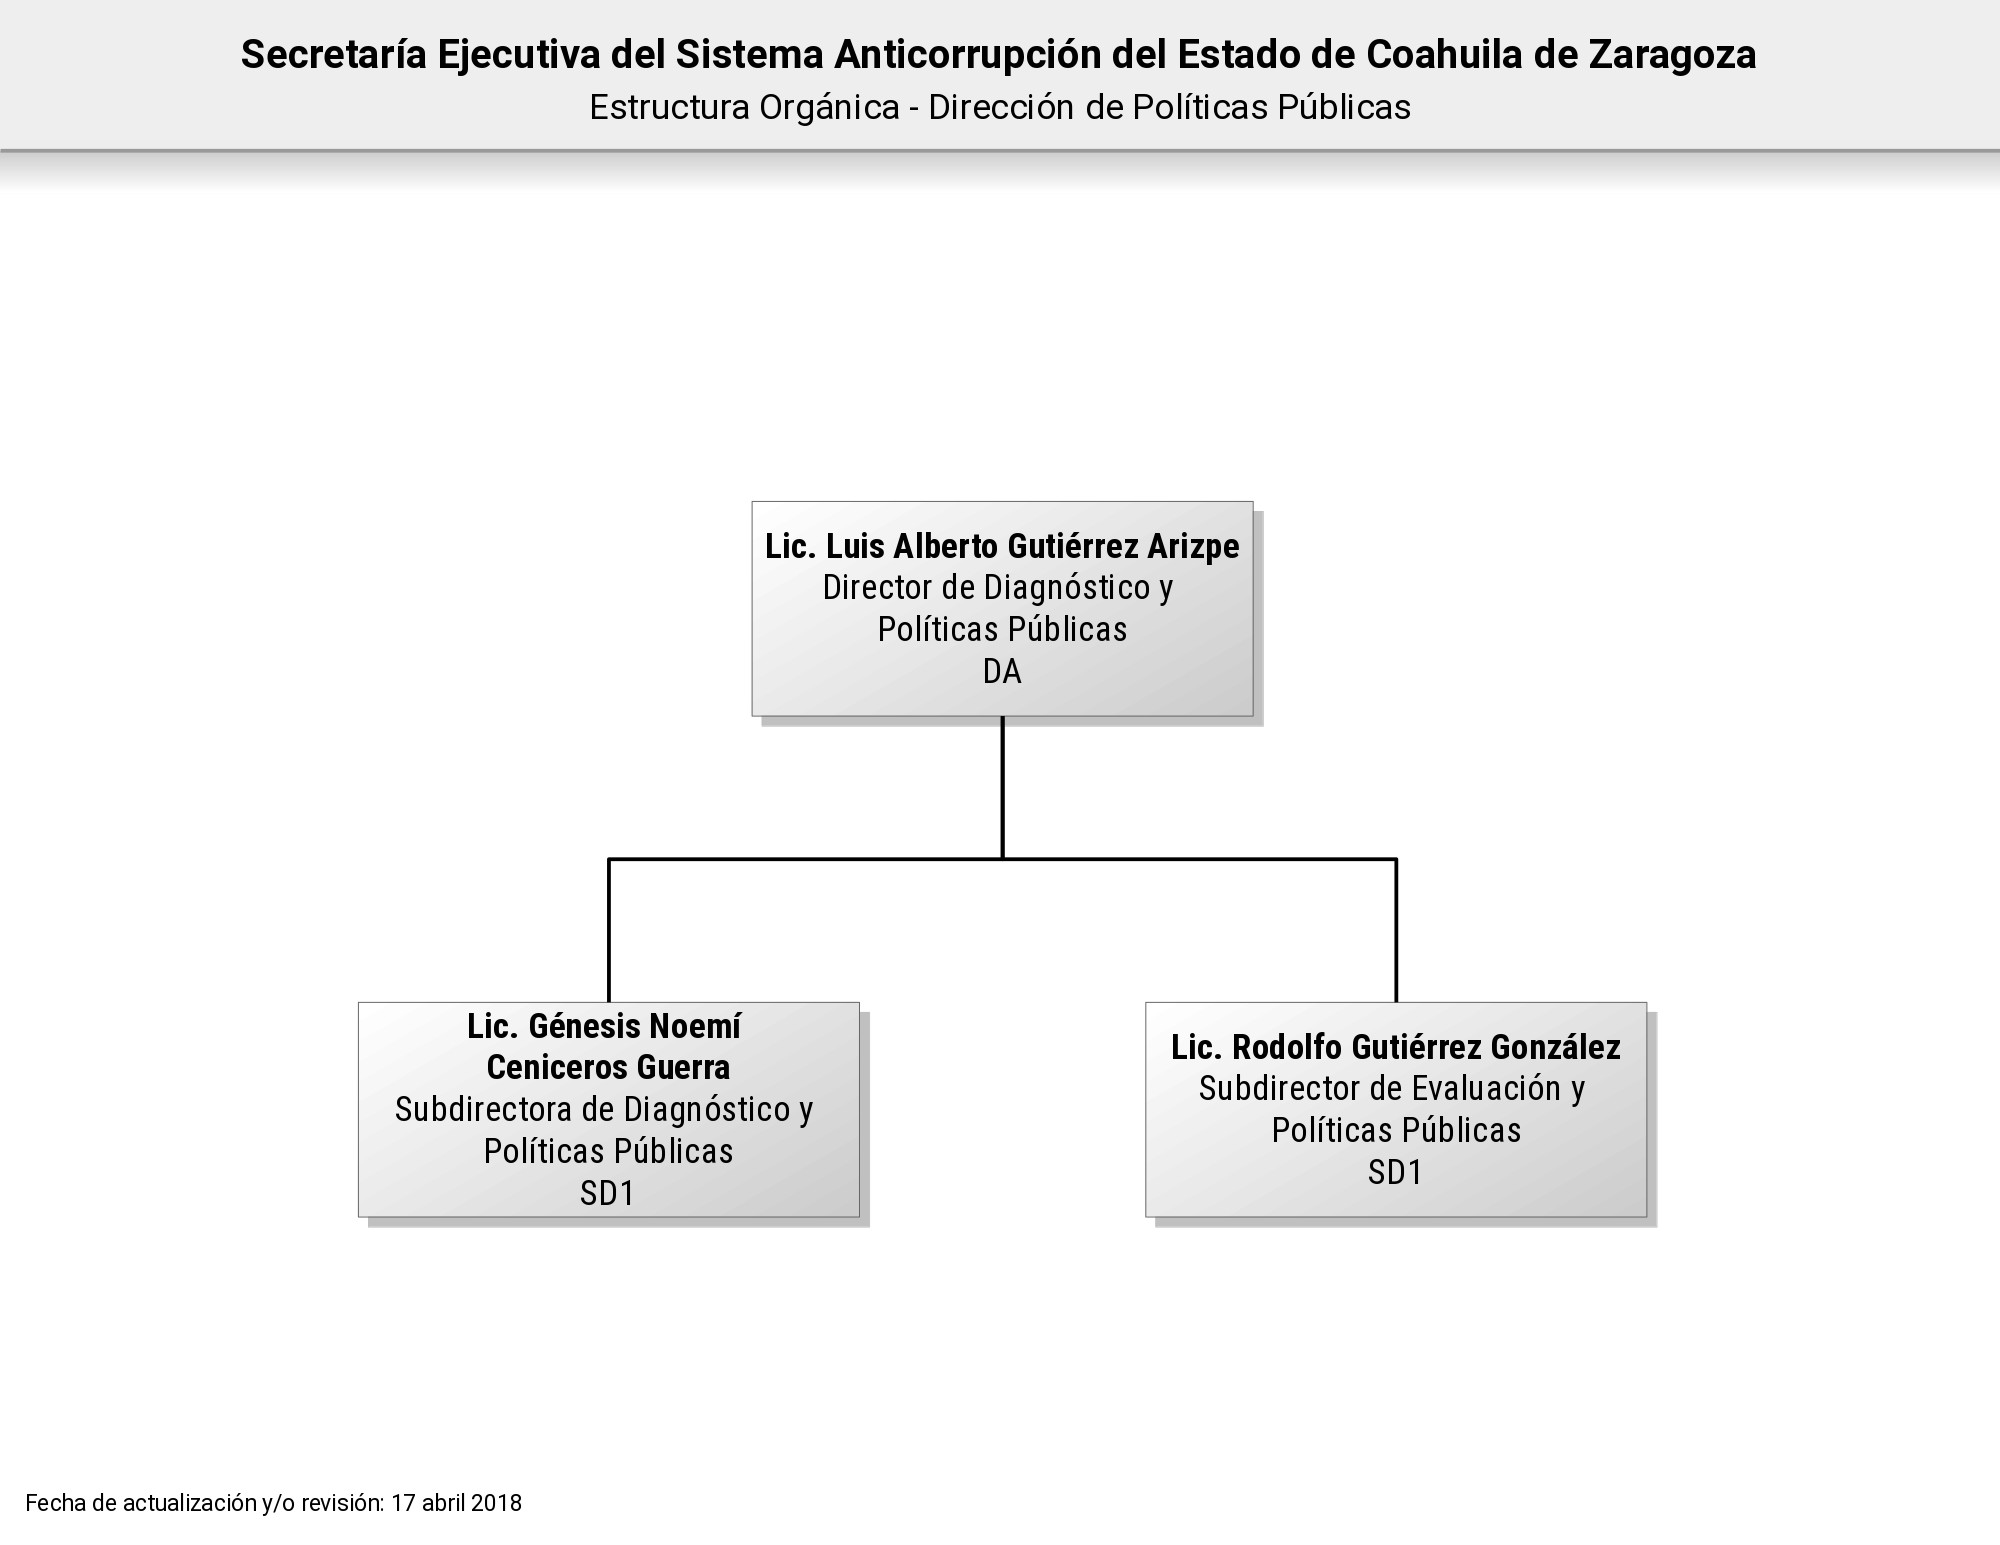 Secretaría Ejecutiva del Sistema Anticorrupción del Estado de Coahuila de Zaragoza
Estructura Orgánica - Dirección de Políticas Públicas
Lic. Luis Alberto Gutiérrez Arizpe
Director de Diagnóstico y
Políticas Públicas
DA
Lic. Génesis Noemí
Ceniceros Guerra
Subdirectora de Diagnóstico y
Políticas Públicas
SD1
Lic. Rodolfo Gutiérrez González
Subdirector de Evaluación y
Políticas Públicas
SD1
Fecha de actualización y/o revisión: 17 abril 2018